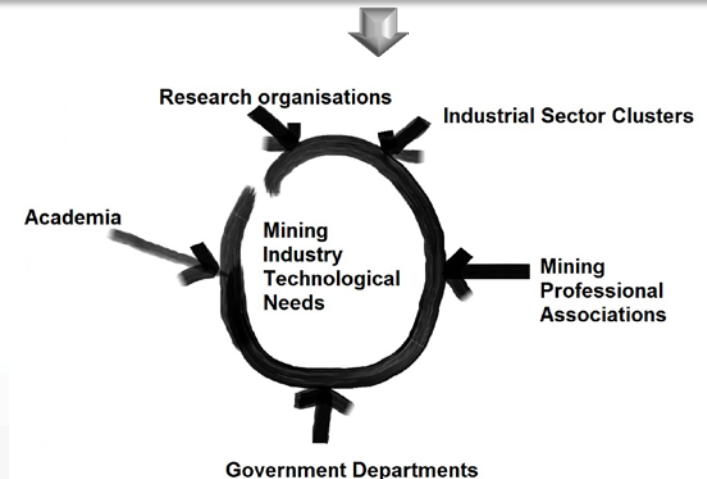 Research organisations
Industrial Sector Clusters
Academia
Mining
Industry
Technological
Needs
Mining
Professional
Associations
Government Departments